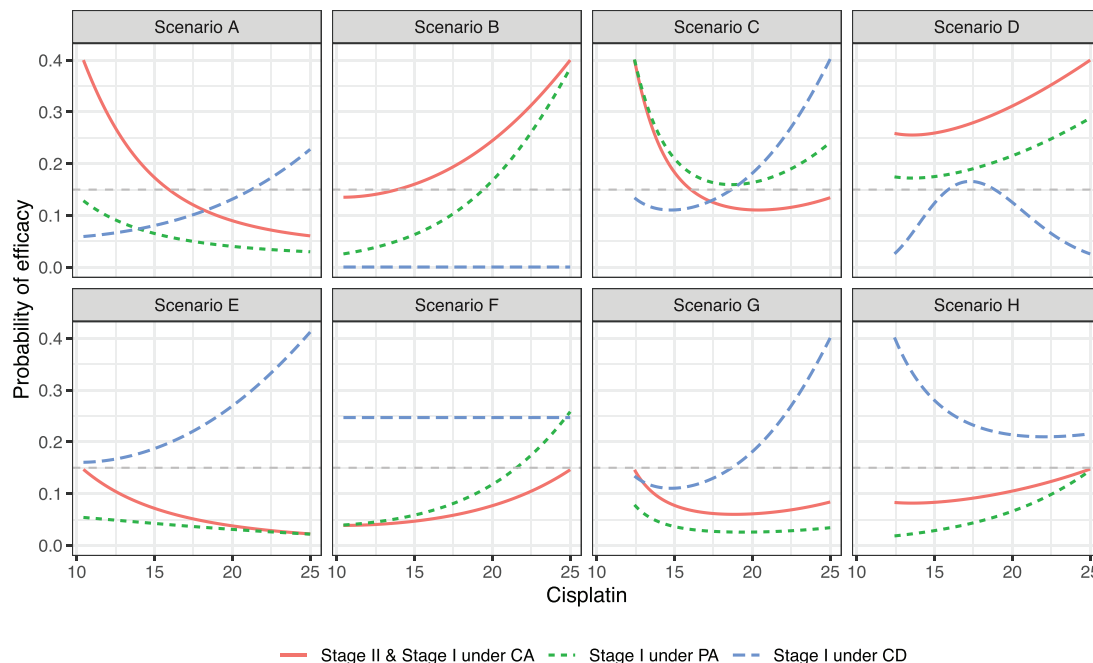 Scenario A
Scenario B
Scenario C
Scenario D
Probability of efficacy
0.4
0.3
0.2
0.1
0.0
Scenario E
Scenario F
Scenario G
Scenario H
0.4
0.3
0.2
0.1
0.0
10 15 20 25
10 15 20 25
10 15 20 25
10 15 20 25
Cisplatin
Stage II & Stage I under CA
Stage I under PA
Stage I under CD